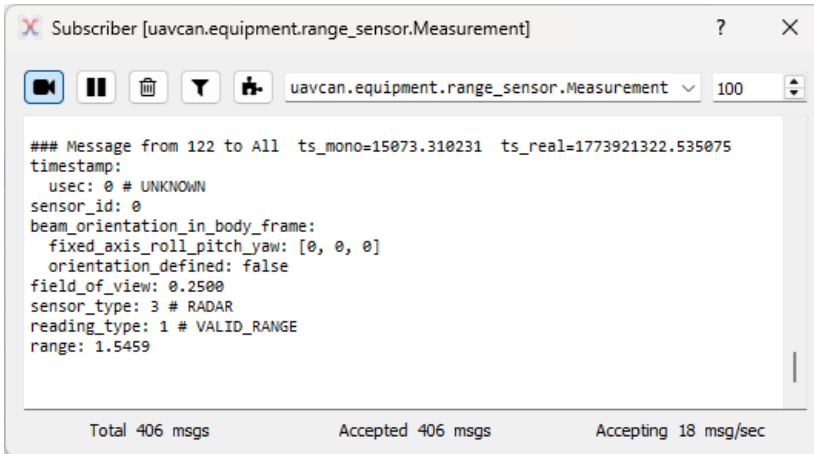 Subscriber [uavcan.equipment.range_sensor.Measurement] ?
uavcan.equipment.range_sensor.Measurement 100
### Message from 122 to All  ts_mono=15073.310231  ts_real=1773921322.535075
timestamp:
  usec: 0 # UNKNOWN
sensor_id: 0
beam_orientation_in_body_frame:
  fixed_axis_roll_pitch_yaw: [0, 0, 0]
  orientation_defined: false
field_of_view: 0.2500
sensor_type: 3 # RADAR
reading_type: 1 # VALID_RANGE
range: 1.5459
Total 406 msgs Accepted 406 msgs Accepting 18 msg/sec